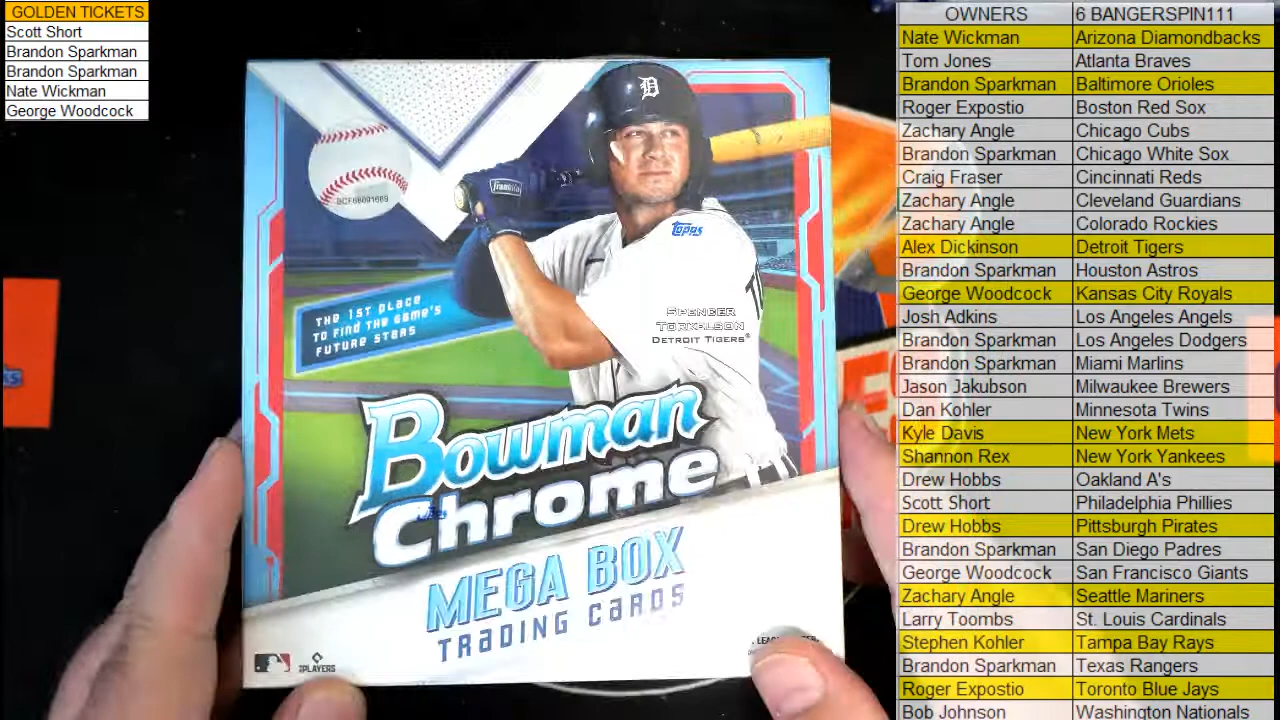 GOLDEN TICKETS
Scott Short
Brandon Sparkman
Brandon Sparkman
Nate Wickman
George Woodcock
D
Franklin
BCF68091689
Topps
THE 1ST PLACE
TO FIND THE GAME'S
FUTURE STARS
SPENCER
TORKELSON
DETROIT TIGERS®
Bowman
Topps
Chrome
MEGA BOX
TRADING CARDS
PLAYERS
OWNERS 6 BANGERSPIN111
Nate Wickman Arizona Diamondbacks
Tom Jones Atlanta Braves
Brandon Sparkman Baltimore Orioles
Roger Expostio Boston Red Sox
Zachary Angle Chicago Cubs
Brandon Sparkman Chicago White Sox
Craig Fraser Cincinnati Reds
Zachary Angle Cleveland Guardians
Zachary Angle Colorado Rockies
Alex Dickinson Detroit Tigers
Brandon Sparkman Houston Astros
George Woodcock Kansas City Royals
Josh Adkins Los Angeles Angels
Brandon Sparkman Los Angeles Dodgers
Brandon Sparkman Miami Marlins
Jason Jakubson Milwaukee Brewers
Dan Kohler Minnesota Twins
Kyle Davis New York Mets
Shannon Rex New York Yankees
Drew Hobbs Oakland A's
Scott Short Philadelphia Phillies
Drew Hobbs Pittsburgh Pirates
Brandon Sparkman San Diego Padres
George Woodcock San Francisco Giants
Zachary Angle Seattle Mariners
Larry Toombs St. Louis Cardinals
Stephen Kohler Tampa Bay Rays
Brandon Sparkman Texas Rangers
Roger Expostio Toronto Blue Jays
Bob Johnson Washington Nationals